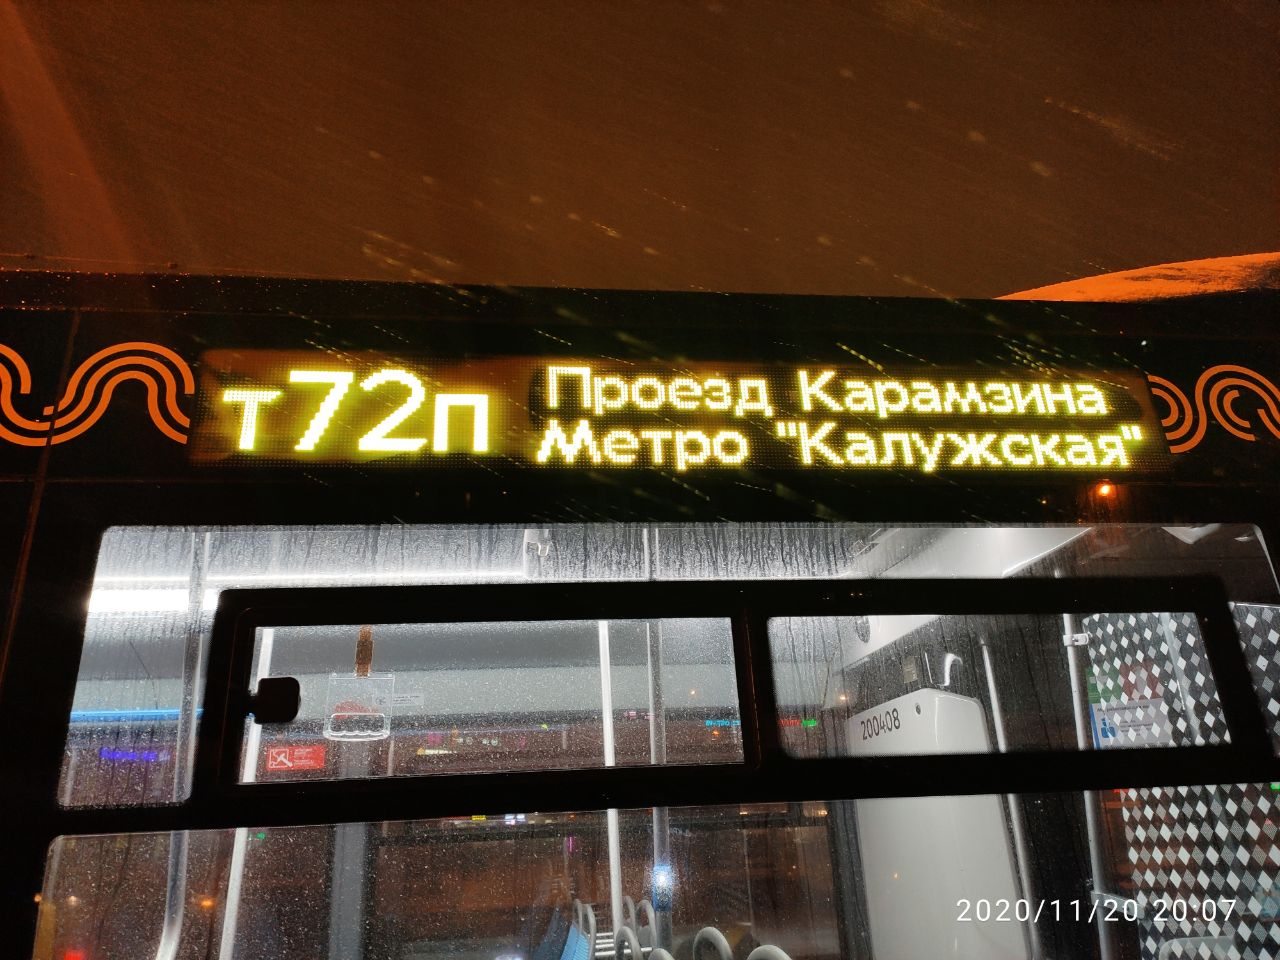 т72п
Проезд Карамзина
Метро "Калужская"
200408
2020/11/20 20:07